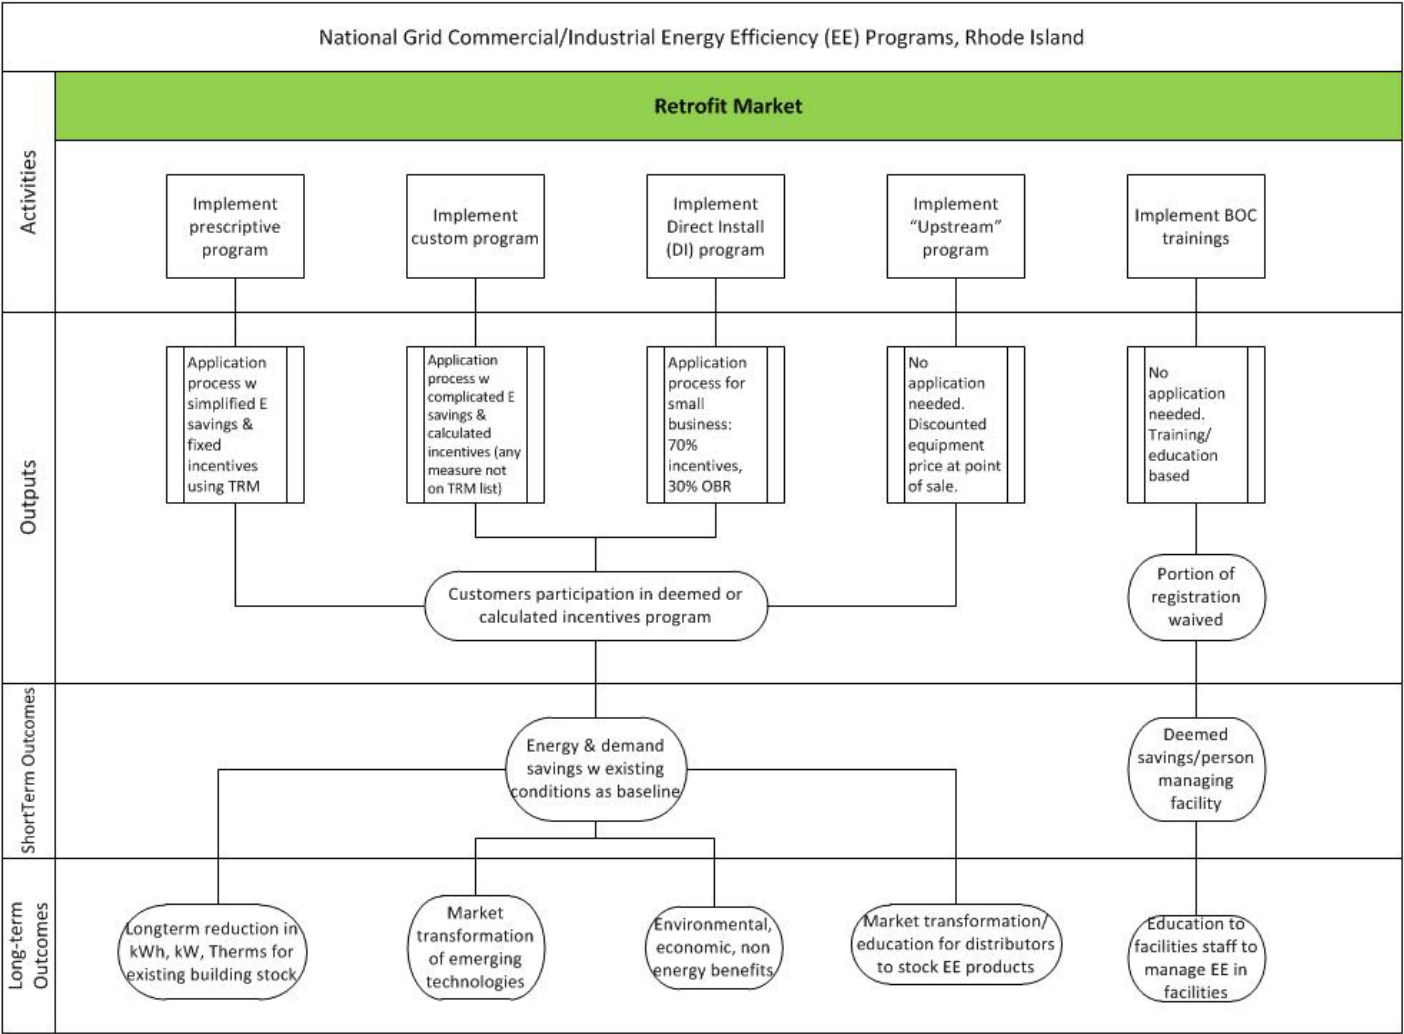 National Grid Commercial/Industrial Energy Efficiency (EE) Programs, Rhode Island
Retrofit Market
Activities
Implement
prescriptive
program
Implement
custom program
Implement
Direct Install
(DI) program
Implement
“Upstream”
program
Implement BOC
trainings
Outputs
Application
process w
simplified E
savings &
fixed
incentives
using TRM
Application
process w
complicated E
savings &
calculated
incentives (any
measure not
on TRM list)
Application
process for
small
business:
70%
incentives,
30% OBR
No
application
needed.
Discounted
equipment
price at point
of sale.
No
application
needed.
Training/
education
based
Customers participation in deemed or
calculated incentives program
Portion of
registration
waived
ShortTerm Outcomes
Energy & demand
savings w existing
conditions as baseline
Deemed
savings/person
managing
facility
Long-term
Outcomes
Longterm reduction in
kWh, kW, Therms for
existing building stock
Market
transformation
of emerging
technologies
Environmental,
economic, non
energy benefits
Market transformation/
education for distributors
to stock EE products
Education to
facilities staff to
manage EE in
facilities